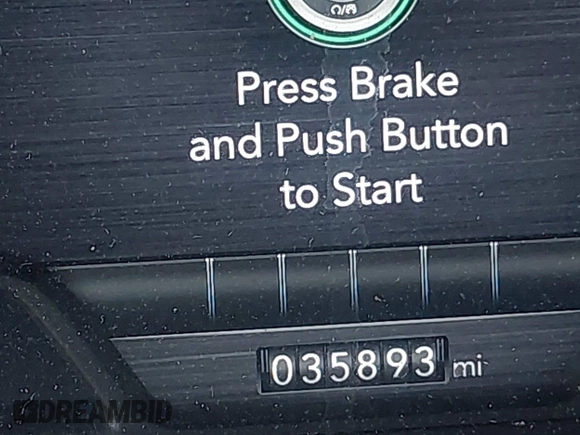 Press Brake
and Push Button
to Start
035893 mi
DREAMBID